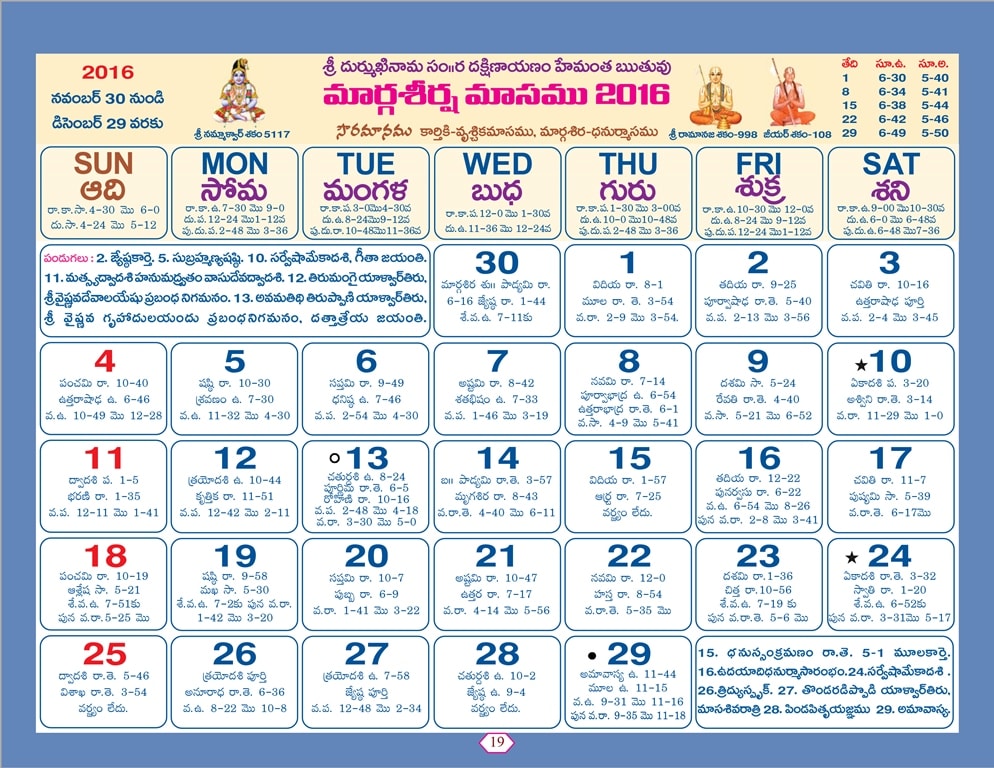 2016
నవంబర్ 30 నుండి
డిసెంబర్ 29 వరకు
శ్రీ నమ్మాళ్వార్ శకం 5117
శ్రీ దుర్ముఖినామ సం॥ర దక్షిణాయణం హేమంత ఋతువు
మార్గశీర్ష మాసము 2016
సౌరమానము కార్తికి-వృశ్చికమాసము, మార్గశిర-ధనుర్మాసము
శ్రీ రామానుజ శకం-998 జీయర్ శకం-108
తేది సూ.ఉ. సూ.అ.
1 6-30 5-40
8 6-34 5-41
15 6-38 5-44
22 6-42 5-46
29 6-49 5-50
SUN
ఆది
రా.కా.సా.4-30 మొ 6-0
దు.సా. 4-24 మొ 5-12
MON
సోమ
రా.కా.ఉ.7-30 మొ 9-0
దు.ప.12-24 మొ1-12వ
పు.దు.ప. 2-48 మొ 3-36
TUE
మంగళ
రా.కా.ప.3-0మొ4-30వ
దు.ఉ.8-24మొ9-12వ
పు.దు.రా.10-48మొ11-36వ
WED
బుధ
రా.కా.ప.12-0 మొ 1-30వ
దు.ఉ.11-36 మొ 12-24వ
THU
గురు
రా.కా.ప.1-30 మొ 3-00వ
దు.ఉ.10-0 మొ10-48వ
పు.దు.ప.2-48 మొ 3-36
FRI
శుక్ర
రా.కా.ఉ.10-30 మొ 12-0వ
దు.ఉ.8-24 మొ 9-12వ
పు.దు.ప.12-24 మొ1-12వ
SAT
శని
రా.కా.ఉ.9-00 మొ10-30వ
దు.ఉ.6-0 మొ 6-48వ
పు.దు.ఉ.6-48 మొ7-36
పండుగలు : 2. జ్యేష్ఠకార్తె. 5. సుబ్రహ్మణ్యషష్ఠి. 10. సర్వేషామేకాదశి, గీతా జయంతి.
11. మత్స్యద్వాదశి హనుమద్వ్రతం వాసుదేవద్వాదశి. 12. తిరుమంగై యాళ్వార్‌తిరు,
శ్రీవైష్ణవదేవాలయేషు ప్రబంధ నిగమనం. 13. అవమతిథి తిరుప్పాణి యాళ్వార్‌తిరు,
శ్రీ వైష్ణవ గృహాదులయందు ప్రబంధనిగమనం, దత్తాత్రేయ జయంతి.
30
మార్గశిర శు॥ పాడ్యమి రా.
6-16 జ్యేష్ఠ రా. 1-44
శే.వ.ఉ. 7-11కు
1
విదియ రా. 8-1
మూల రా. తె. 3-54
వ.రా. 2-9 మొ 3-54.
2
తదియ రా. 9-25
పూర్వాషాఢ రా.తె. 5-40
వ.ప. 2-13 మొ 3-56
3
చవితి రా. 10-16
ఉత్తరాషాఢ పూర్తి
వ.ప. 2-4 మొ 3-45
4
పంచమి రా. 10-40
ఉత్తరాషాఢ ఉ. 6-46
వ.ఉ. 10-49 మొ 12-28
5
షష్ఠి రా. 10-30
శ్రవణం ఉ. 7-30
వ.ఉ. 11-32 మొ 4-30
6
సప్తమి రా. 9-49
ధనిష్ఠ ఉ. 7-46
వ.ప. 2-54 మొ 4-30
7
అష్టమి రా. 8-42
శతభిషం ఉ. 7-33
వ.ప. 1-46 మొ 3-19
8
నవమి రా. 7-14
పూర్వాభాద్ర ఉ. 6-54
ఉత్తరాభాద్ర రా.తె. 6-1
వ.సా. 4-9 మొ 5-41
9
దశమి సా. 5-24
రేవతి రా.తె. 4-40
వ.సా. 5-21 మొ 6-52
★10
ఏకాదశి ప. 3-20
అశ్విని రా.తె. 3-14
వ.రా. 11-29 మొ 1-0
11
ద్వాదశి ప. 1-5
భరణి రా. 1-35
వ.ప. 12-11 మొ 1-41
12
త్రయోదశి ఉ. 10-44
కృత్తిక రా. 11-51
వ.ప. 12-42 మొ 2-11
○13
చతుర్దశి ఉ. 8-24
పూర్ణిమ రా.తె. 6-5
రోహిణి రా. 10-16
వ.ప. 2-48 మొ 4-18
వ.రా. 3-30 మొ 5-0
14
బ॥ పాడ్యమి రా.తె. 3-57
మృగశిర రా. 8-43
వ.రా.తె. 4-40 మొ 6-11
15
విదియ రా. 1-57
ఆర్ద్ర రా. 7-25
వర్జ్యం లేదు.
16
తదియ రా. 12-22
పునర్వసు రా. 6-22
వ.ఉ. 6-54 మొ 8-26
పున వ.రా. 2-8 మొ 3-41
17
చవితి రా. 11-7
పుష్యమి సా. 5-39
వ.రా.తె. 6-17మొ
18
పంచమి రా. 10-19
ఆశ్లేష సా. 5-21
శే.వ.ఉ. 7-51కు
పున వ.రా.తె.5-25 మొ
19
షష్ఠి రా. 9-58
మఖ సా. 5-30
శే.వ.ఉ. 7-2కు పున వ.రా.
1-42 మొ 3-20
20
సప్తమి రా. 10-7
పుబ్బ రా. 6-9
వ.రా. 1-41 మొ 3-22
21
అష్టమి రా. 10-47
ఉత్తర రా. 7-17
వ.రా. 4-14 మొ 5-56
22
నవమి రా. 12-0
హస్త రా. 8-54
వ.రా.తె. 5-35 మొ
23
దశమి రా.1-36
చిత్త రా.10-56
శే.వ.ఉ. 7-19 కు
పున వ.రా.తె. 5-6 మొ
★ 24
ఏకాదశి రా.తె. 3-32
స్వాతి రా. 1-20
శే.వ.ఉ. 6-52కు
పున వ.రా. 3-31మొ 5-17
25
ద్వాదశి రా.తె. 5-46
విశాఖ రా.తె. 3-54
వర్జ్యం లేదు.
26
త్రయోదశి పూర్తి
అనూరాధ రా.తె. 6-36
వ.ఉ. 8-22 మొ 10-8
27
త్రయోదశి ఉ. 7-58
జ్యేష్ఠ పూర్తి
వ.ప. 12-48 మొ 2-34
28
చతుర్దశి ఉ. 10-2
జ్యేష్ఠ ఉ. 9-4
వర్జ్యం లేదు.
● 29
అమావాస్య ఉ. 11-44
మూల ఉ. 11-15
వ.ఉ. 9-31 మొ 11-16
పున వ.రా. 9-35 మొ 11-18
15. ధనుస్సంక్రమణం రా.తె. 5-1 మూలకార్తె.
16.ఉదయాదిధనుర్మాసారంభం.24.సర్వేషామేకాదశి .
26.త్రిద్యుస్పృక్. 27. తొండరడిప్పొడి యాళ్వార్‌తిరు,
మాసశివరాత్రి 28. పిండపితృయజ్ఞము 29. అమావాస్య.
19